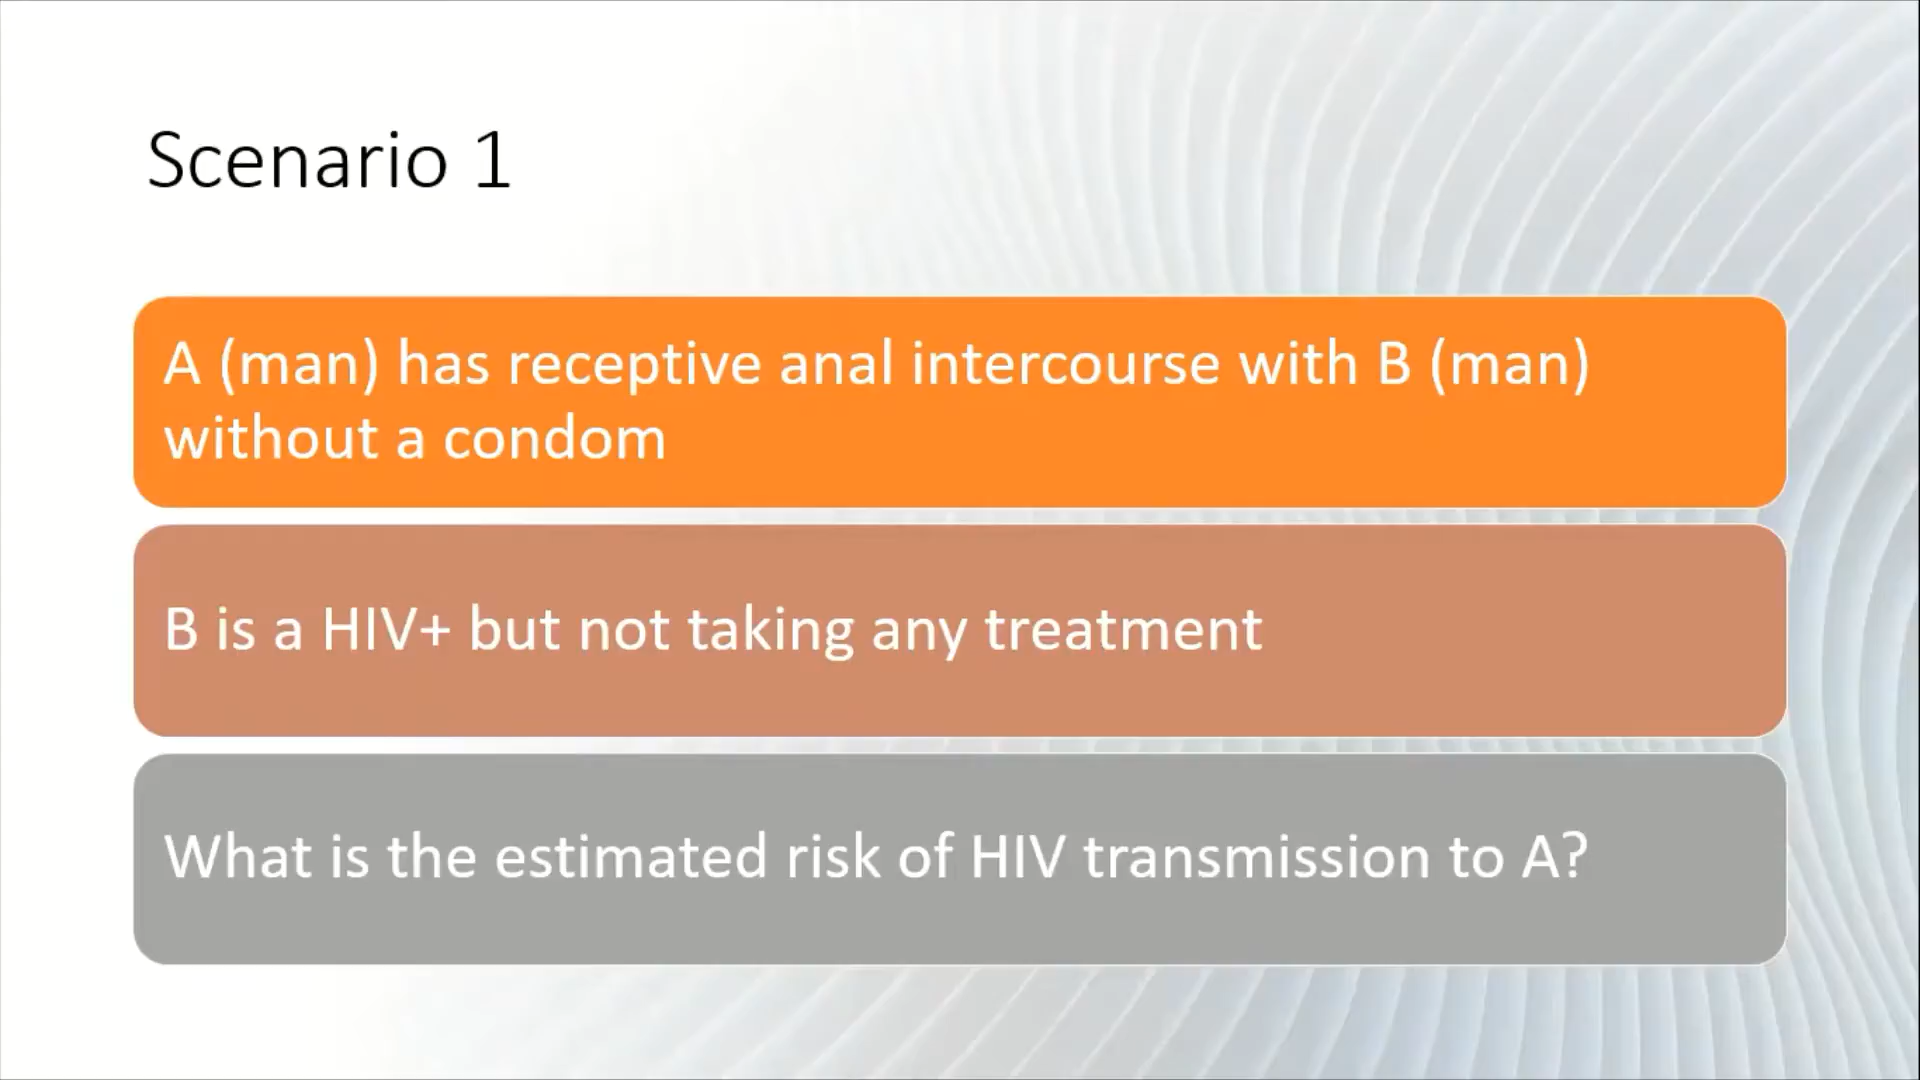 Scenario 1
A (man) has receptive anal intercourse with B (man)
without a condom
B is a HIV+ but not taking any treatment
What is the estimated risk of HIV transmission to A?